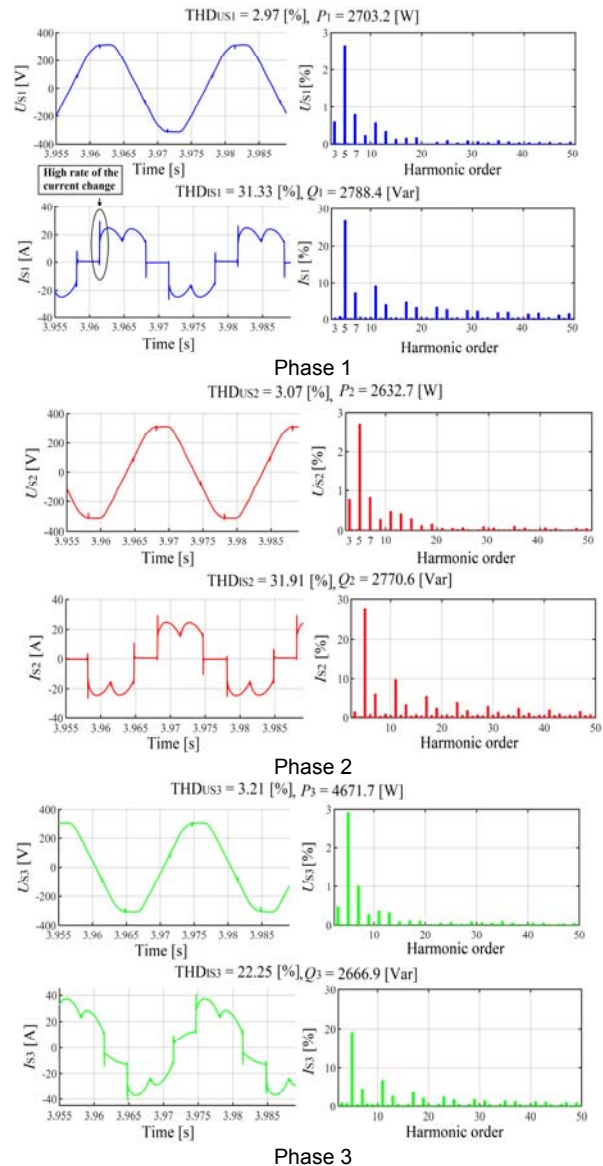 THDUS1 = 2.97 [%], P1 = 2703.2 [W]
US1 [V]
400
200
0
-200
-400
3.955 3.96 3.965 3.97 3.975 3.98 3.985
Time [s]
US1 [%]
3
2
1
0
3 5 7 10 20 30 40 50
Harmonic order
High rate of the
current change
THDIS1 = 31.33 [%], Q1 = 2788.4 [Var]
IS1 [A]
40
20
0
-20
-40
3.955 3.96 3.965 3.97 3.975 3.98 3.985
Time [s]
IS1 [%]
30
20
10
0
3 5 7 10 20 30 40 50
Harmonic order
Phase 1
THDUS2 = 3.07 [%], P2 = 2632.7 [W]
US2 [V]
400
200
0
-200
-400
3.955 3.96 3.965 3.97 3.975 3.98 3.985
Time [s]
US2 [%]
3
2
1
0
3 5 7 10 20 30 40 50
Harmonic order
THDIS2 = 31.91 [%], Q2 = 2770.6 [Var]
IS2 [A]
40
20
0
-20
-40
3.955 3.96 3.965 3.97 3.975 3.98 3.985
Time [s]
IS2 [%]
30
20
10
0
10 20 30 40 50
Harmonic order
Phase 2
THDUS3 = 3.21 [%], P3 = 4671.7 [W]
US3 [V]
400
200
0
-200
-400
3.955 3.96 3.965 3.97 3.975 3.98 3.985
Time [s]
US3 [%]
3
2
1
0
10 20 30 40 50
Harmonic order
THDIS3 = 22.25 [%], Q3 = 2666.9 [Var]
IS3 [A]
40
20
0
-20
-40
3.955 3.96 3.965 3.97 3.975 3.98 3.985
Time [s]
IS3 [%]
30
20
10
0
10 20 30 40 50
Harmonic order
Phase 3